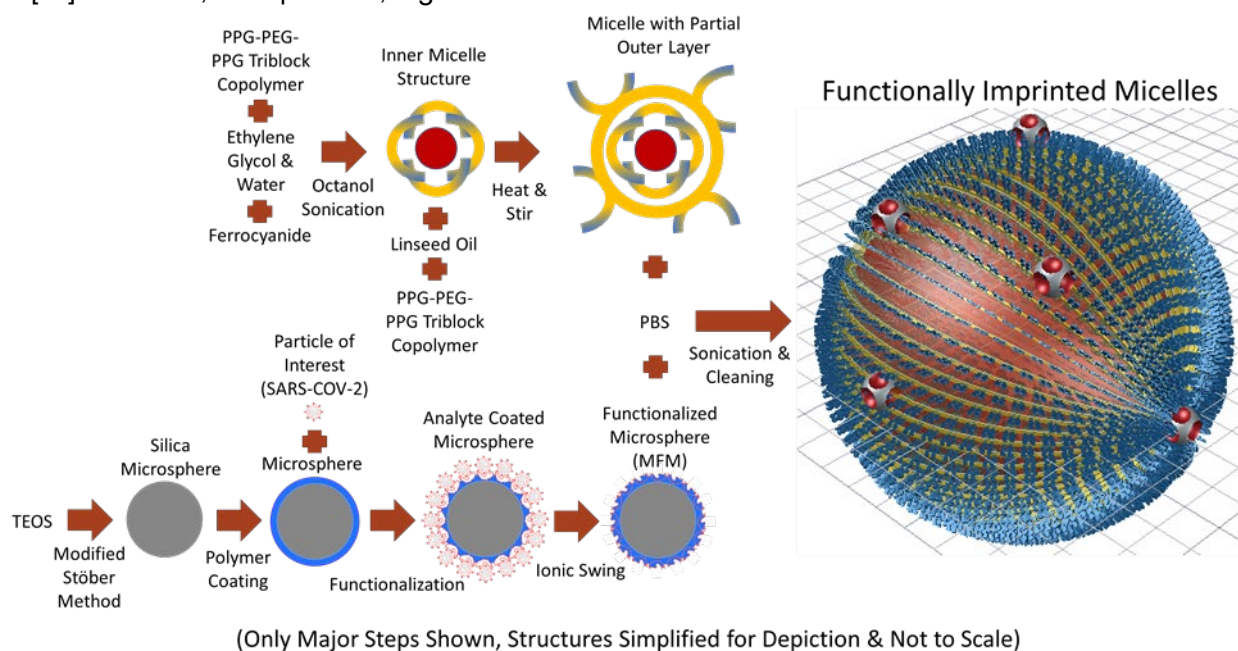 PPG-PEG-
PPG Triblock
Copolymer
Ethylene
Glycol &
Water
Ferrocyanide
Octanol
Sonication
Inner Micelle
Structure
Linseed Oil
PPG-PEG-
PPG Triblock
Copolymer
Heat &
Stir
Micelle with Partial
Outer Layer
PBS
Sonication &
Cleaning
Functionally Imprinted Micelles
TEOS
Modified
Stöber
Method
Silica
Microsphere
Polymer
Coating
Particle of
Interest
(SARS-COV-2)
Microsphere
Functionalization
Analyte Coated
Microsphere
Ionic Swing
Functionalized
Microsphere
(MFM)
(Only Major Steps Shown, Structures Simplified for Depiction & Not to Scale)